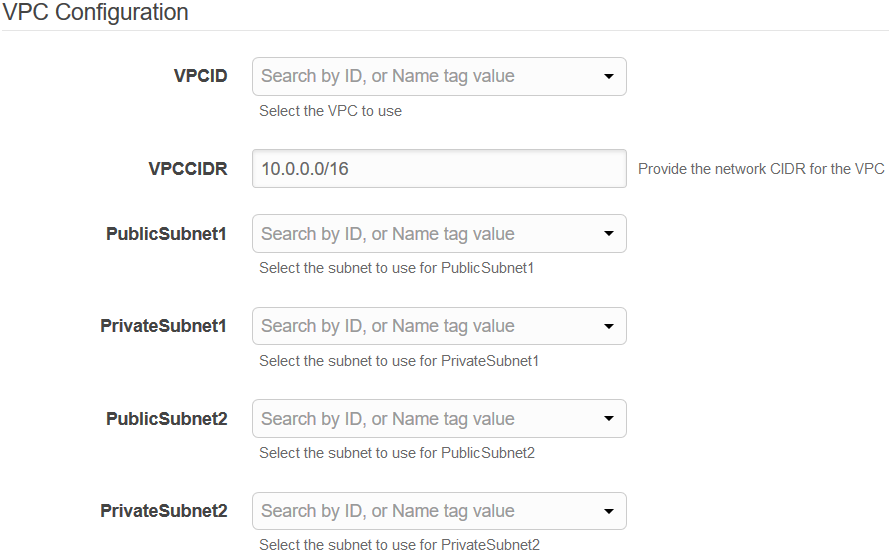 VPC Configuration
VPCID Search by ID, or Name tag value
Select the VPC to use
VPCCIDR 10.0.0.0/16 Provide the network CIDR for the VPC
PublicSubnet1 Search by ID, or Name tag value
Select the subnet to use for PublicSubnet1
PrivateSubnet1 Search by ID, or Name tag value
Select the subnet to use for PrivateSubnet1
PublicSubnet2 Search by ID, or Name tag value
Select the subnet to use for PublicSubnet2
PrivateSubnet2 Search by ID, or Name tag value
Select the subnet to use for PrivateSubnet2